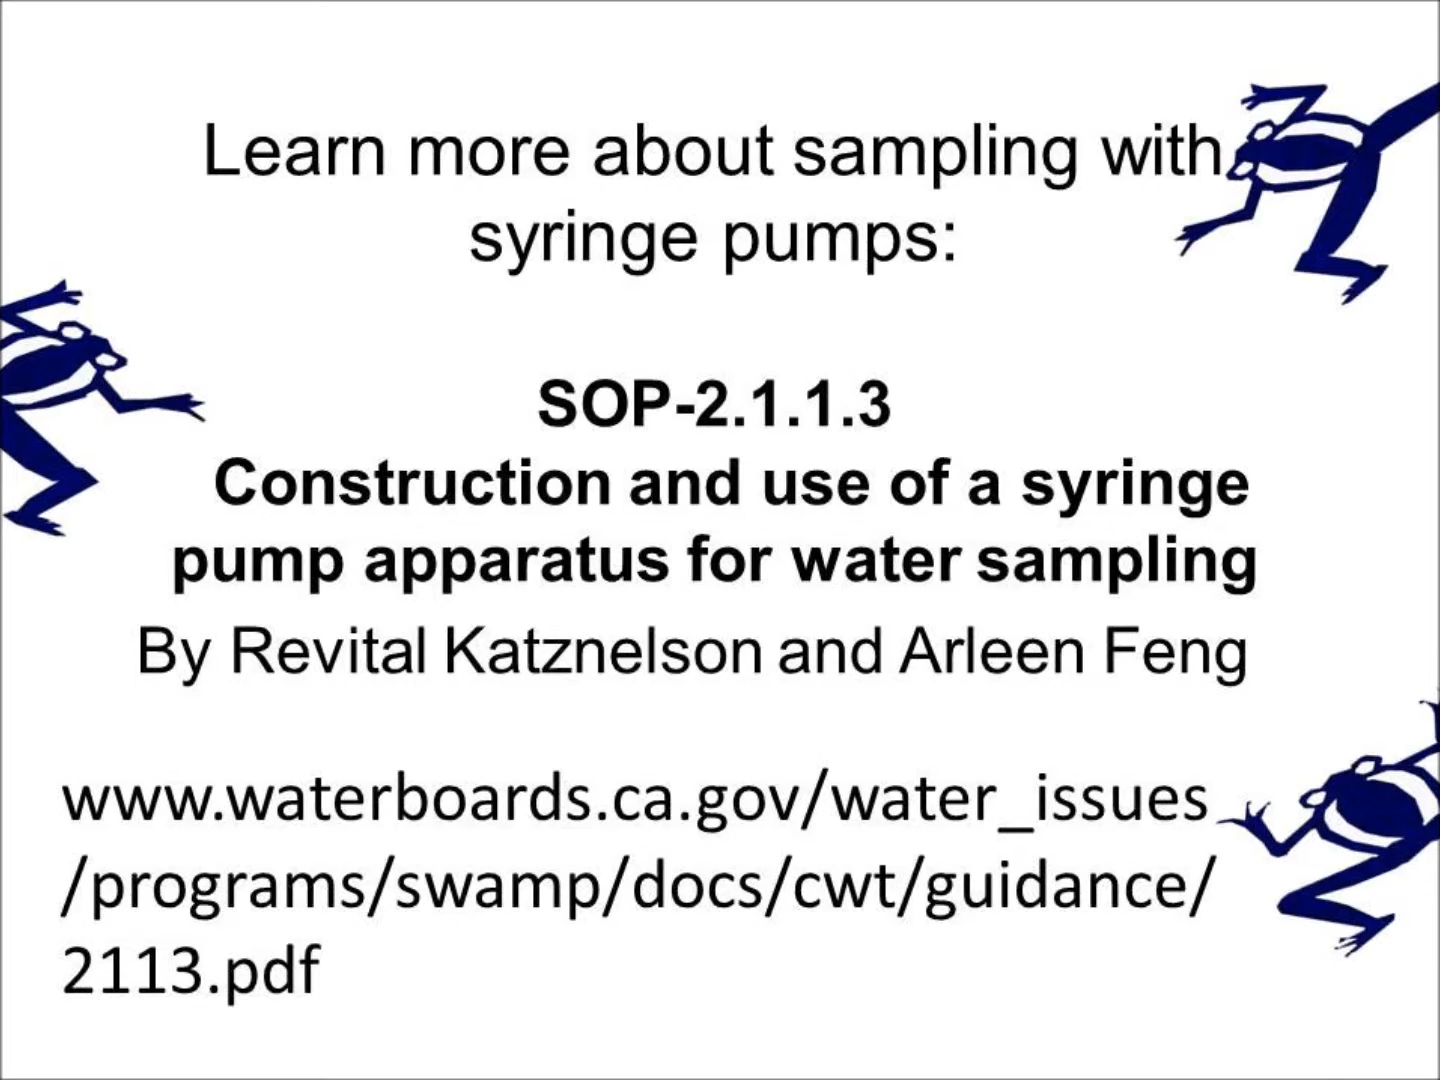 Learn more about sampling with
syringe pumps:
SOP-2.1.1.3
Construction and use of a syringe
pump apparatus for water sampling
By Revital Katznelson and Arleen Feng
www.waterboards.ca.gov/water_issues
/programs/swamp/docs/cwt/guidance/
2113.pdf